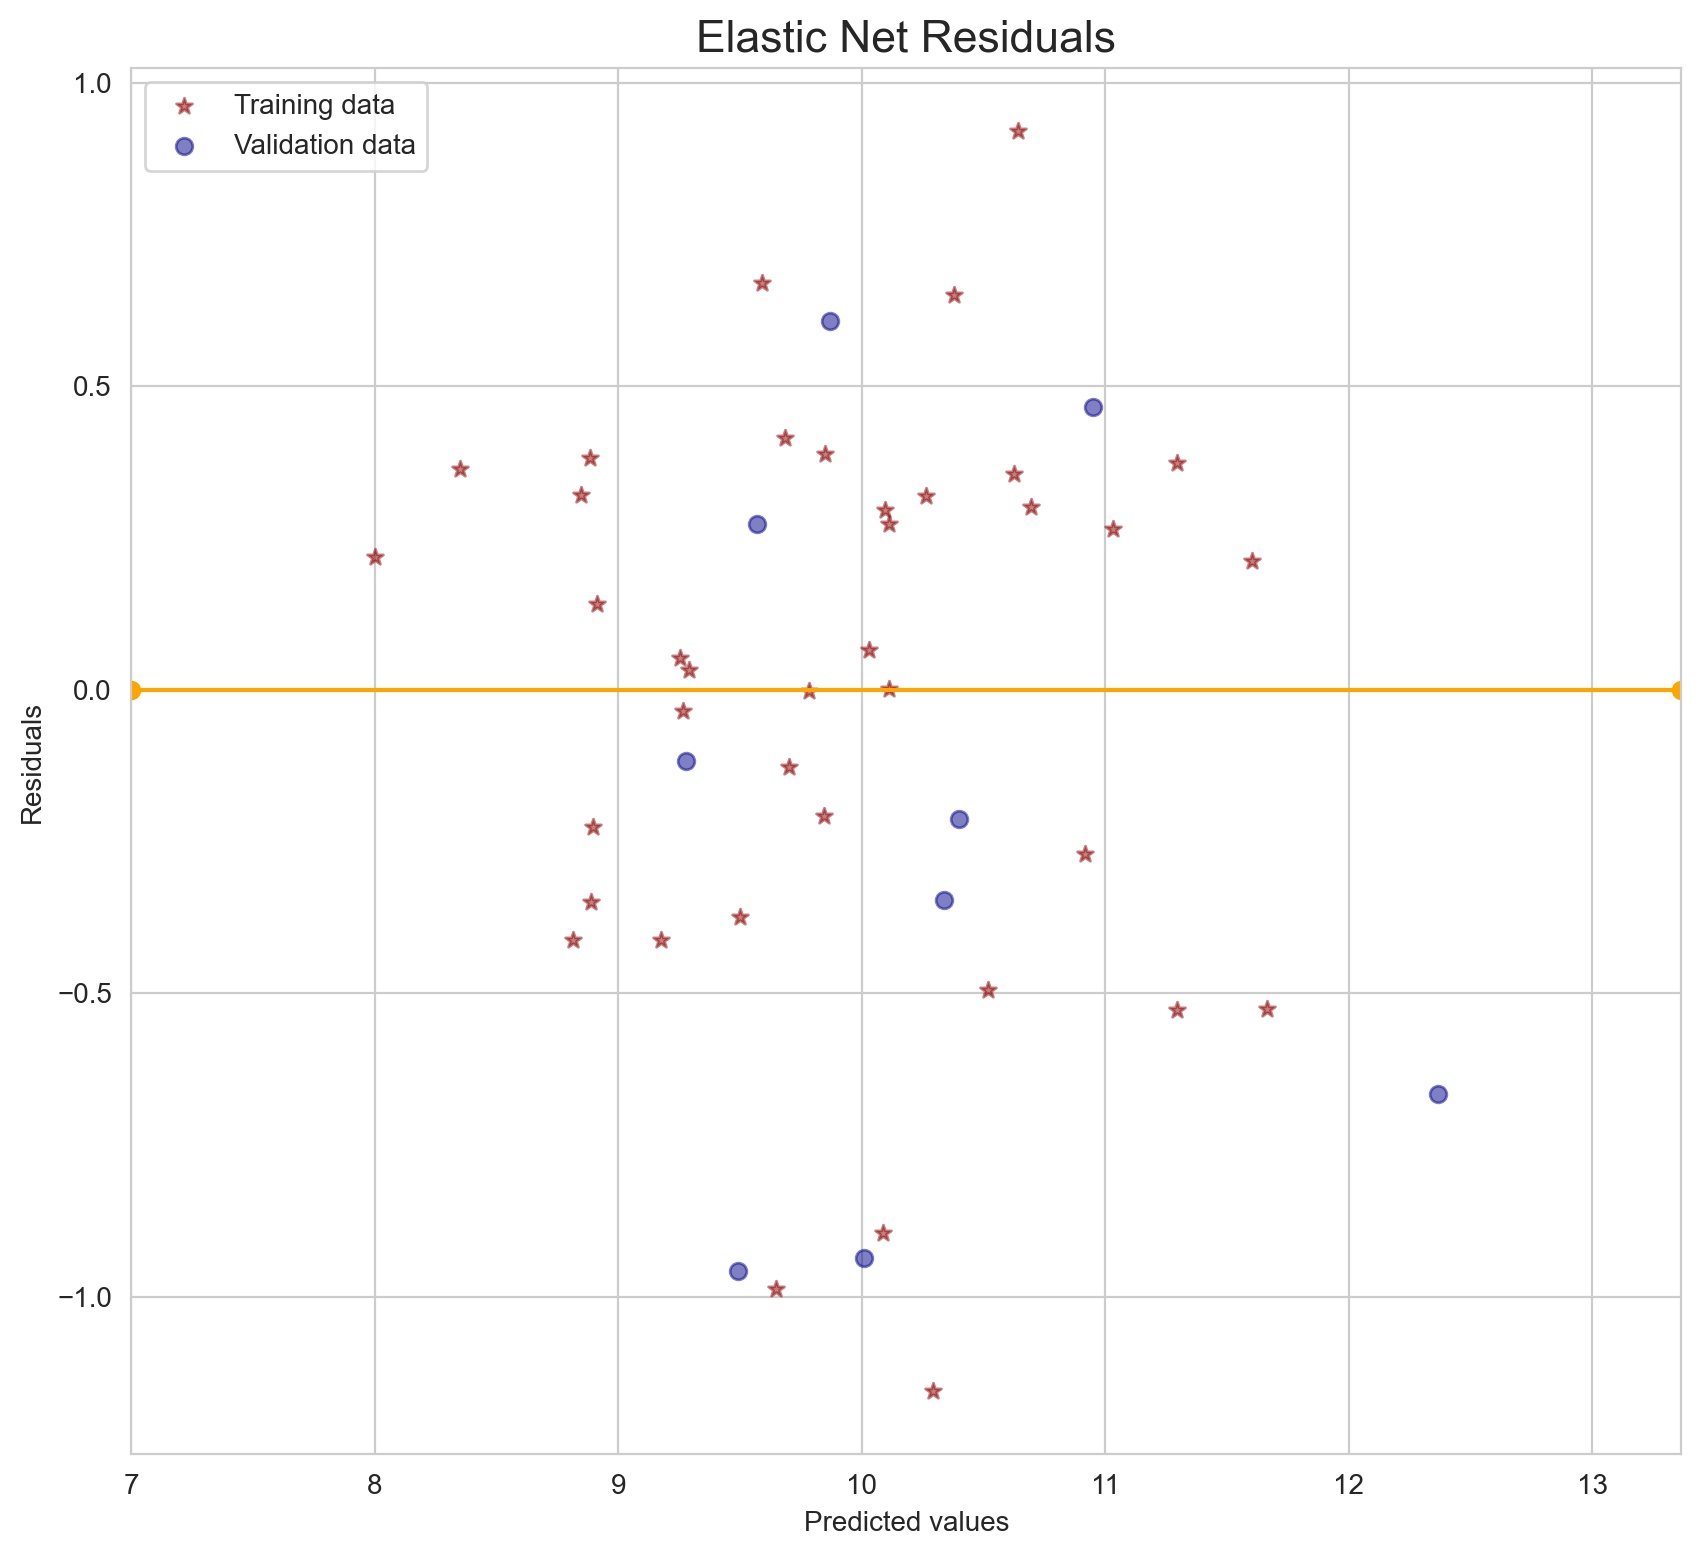 Elastic Net Residuals
Training data
Validation data
1.0
0.5
0.0
−0.5
−1.0
Residuals
7 8 9 10 11 12 13
Predicted values